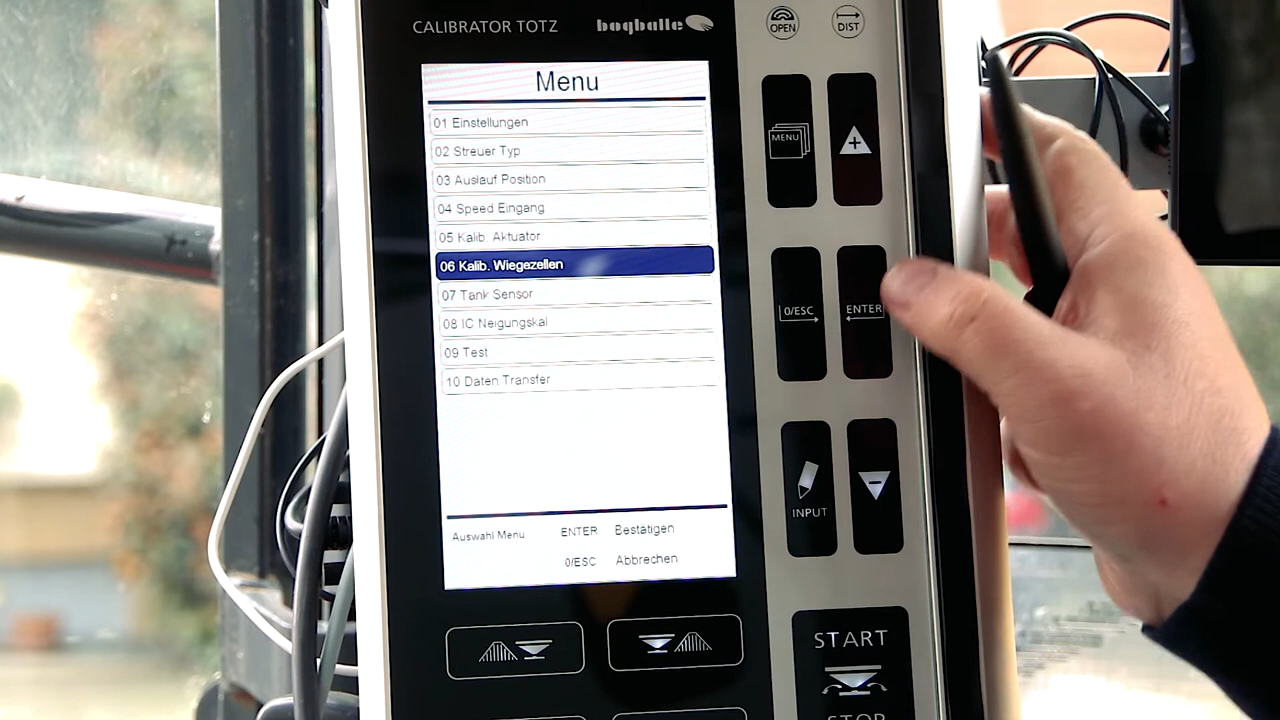 CALIBRATOR TOTZ
bogballe
OPEN
DIST
Menu
01 Einstellungen
02 Streuer Typ
03 Auslauf Position
04 Speed Eingang
05 Kalib. Aktuator
06 Kalib. Wiegezellen
07 Tank Sensor
08 IC Neigungskal
09 Test
10 Daten Transfer
Auswahl Menu ENTER Bestätigen
0/ESC Abbrechen
MENU
+
0/ESC
ENTER
INPUT
-
START
STOP